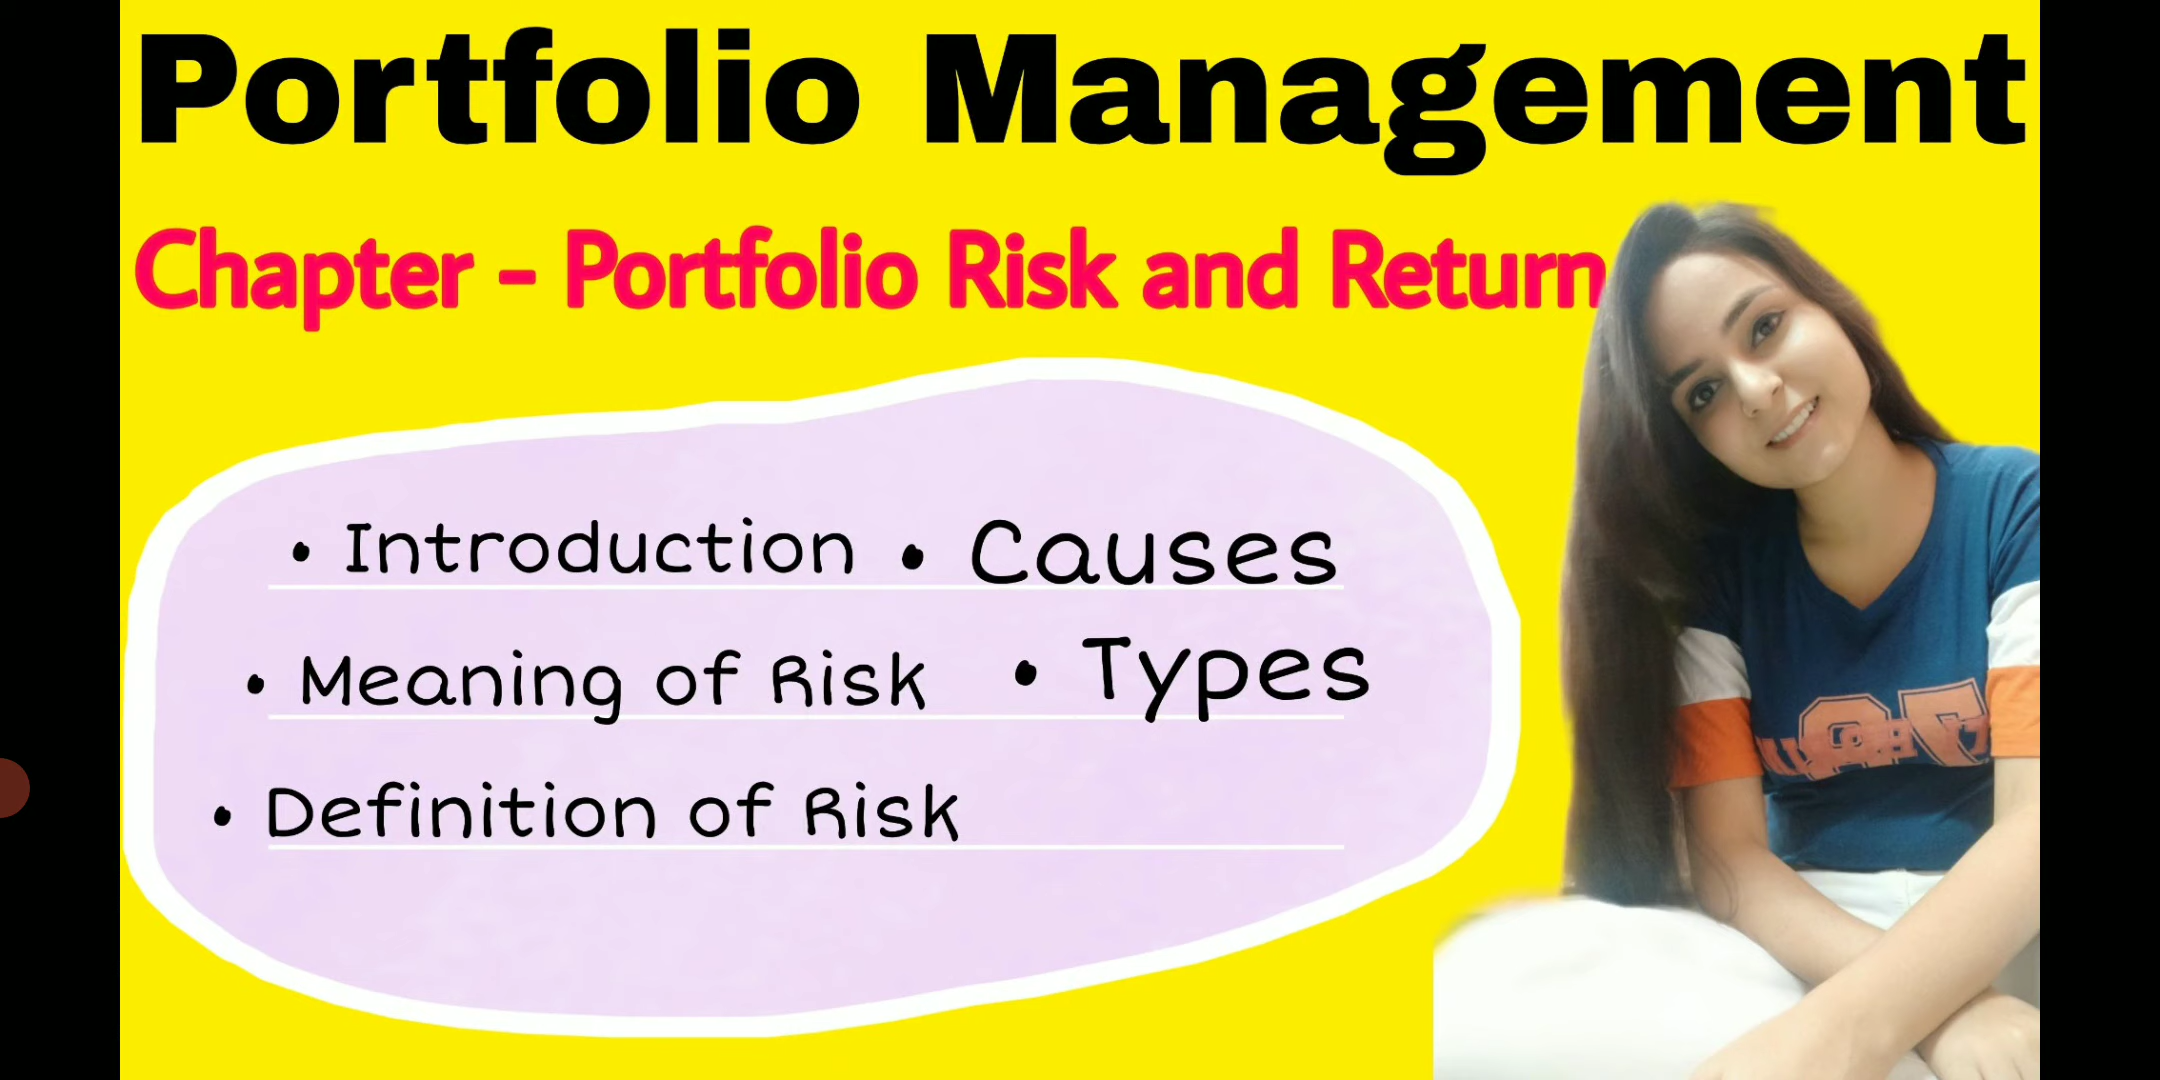 Portfolio Management
Chapter - Portfolio Risk and Return
• Introduction • Causes
• Meaning of Risk • Types
• Definition of Risk